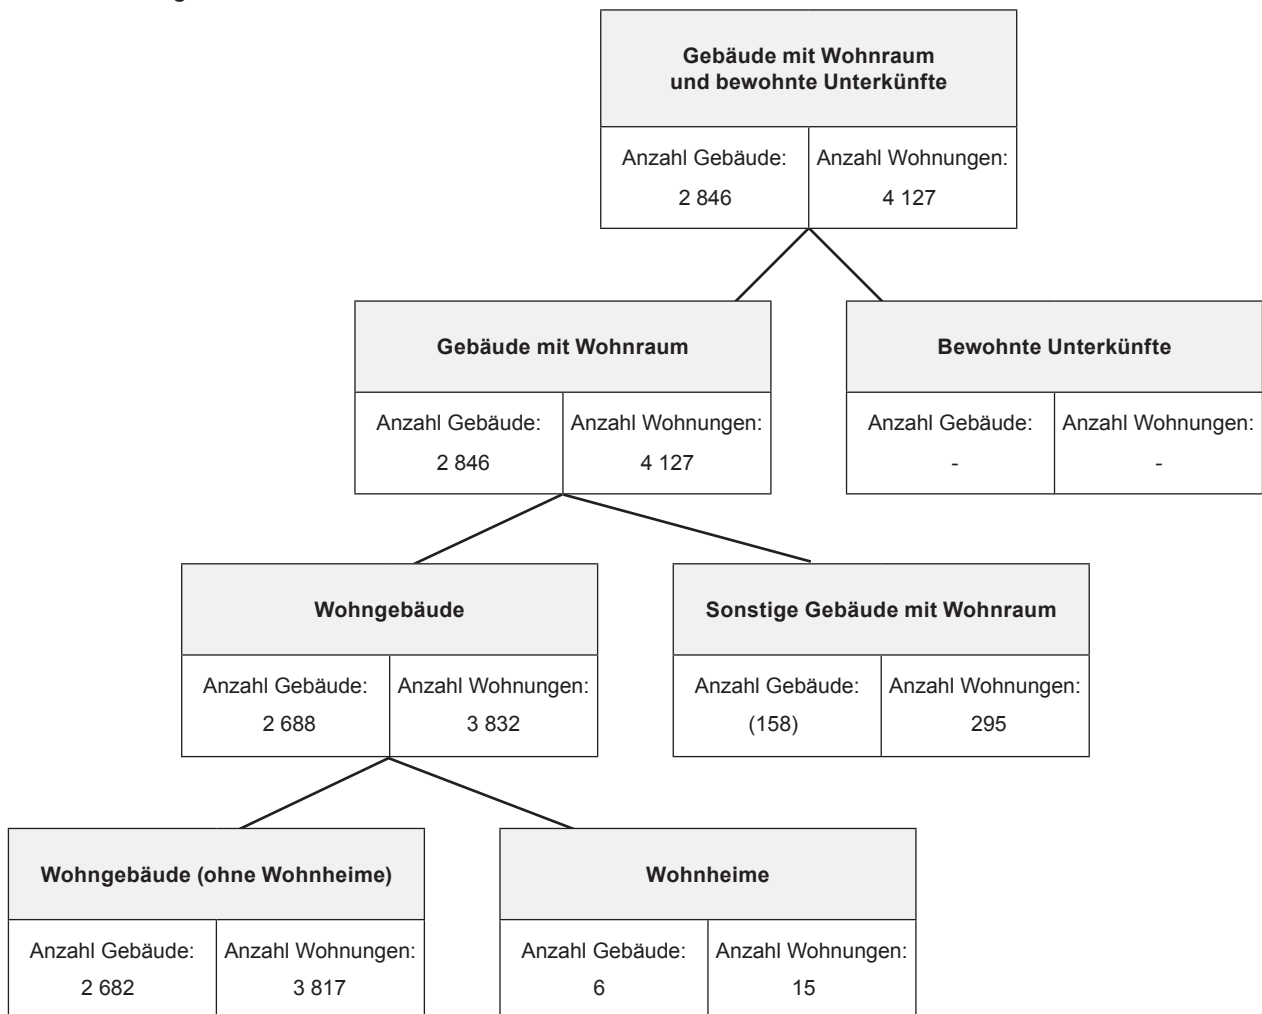 Gebäude mit Wohnraum
und bewohnte Unterkünfte
Anzahl Gebäude: Anzahl Wohnungen:
2 846 4 127
Gebäude mit Wohnraum
Anzahl Gebäude: Anzahl Wohnungen:
2 846 4 127
Bewohnte Unterkünfte
Anzahl Gebäude: Anzahl Wohnungen:
- -
Wohngebäude
Anzahl Gebäude: Anzahl Wohnungen:
2 688 3 832
Sonstige Gebäude mit Wohnraum
Anzahl Gebäude: Anzahl Wohnungen:
(158) 295
Wohngebäude (ohne Wohnheime)
Anzahl Gebäude: Anzahl Wohnungen:
2 682 3 817
Wohnheime
Anzahl Gebäude: Anzahl Wohnungen:
6 15